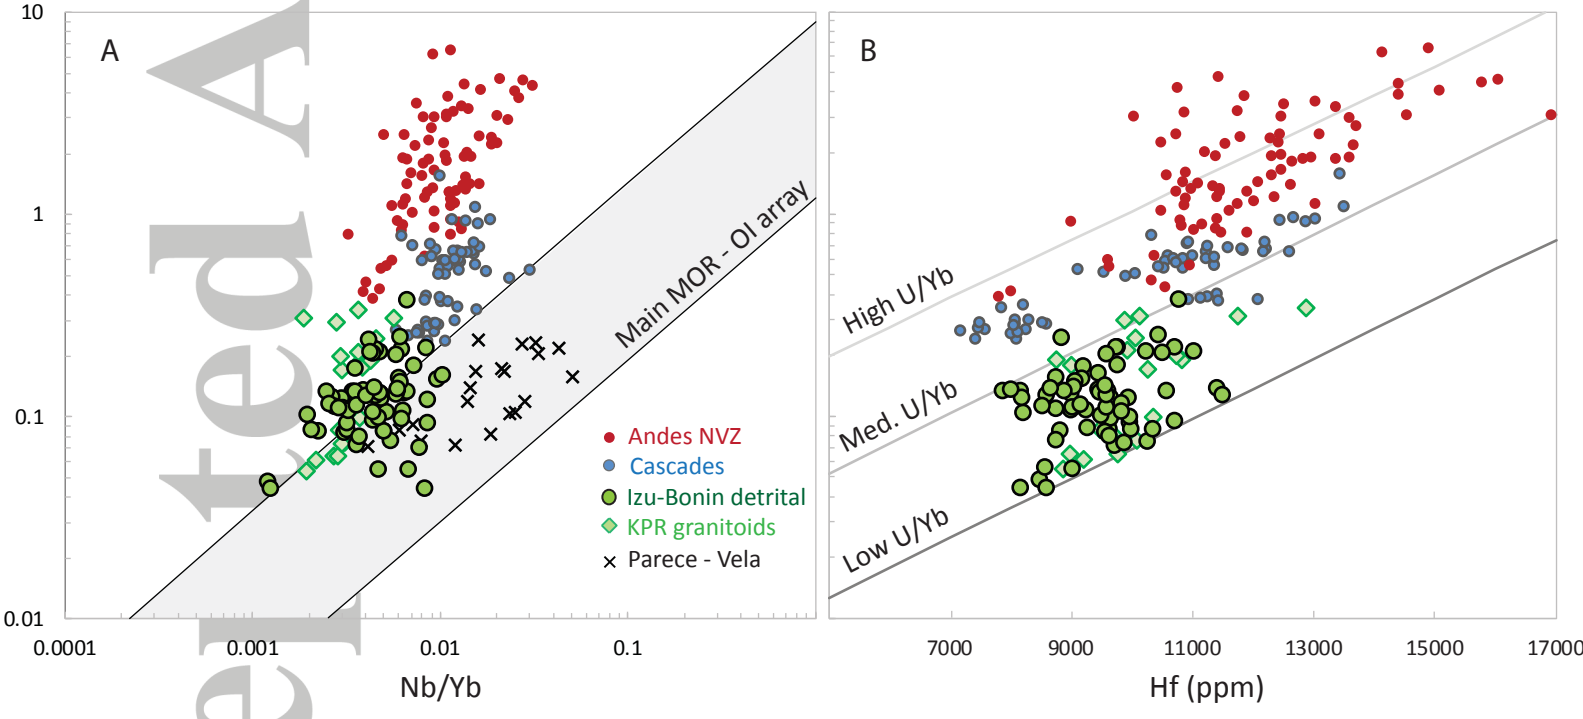 10
1
0.1
0.01
A
Main MOR - OI array
Andes NVZ
Cascades
Izu-Bonin detrital
KPR granitoids
Parece - Vela
0.0001
0.001
0.01
0.1
Nb/Yb
B
High U/Yb
Med. U/Yb
Low U/Yb
7000
9000
11000
13000
15000
17000
Hf (ppm)
ted A